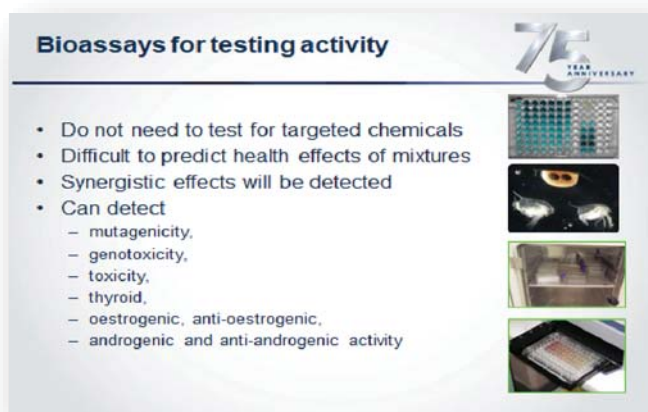 Bioassays for testing activity
75
YEAR
ANNIVERSARY
• Do not need to test for targeted chemicals
• Difficult to predict health effects of mixtures
• Synergistic effects will be detected
• Can detect
– mutagenicity,
– genotoxicity,
– toxicity,
– thyroid,
– oestrogenic, anti-oestrogenic,
– androgenic and anti-androgenic activity